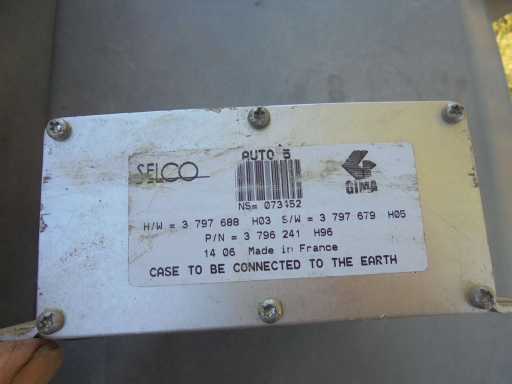 SELCO
AUTO 5
GIMA
NS= 073452
H/W = 3 797 688 H03 S/W = 3 797 679 H05
P/N = 3 796 241 H96
14 06 Made in France
CASE TO BE CONNECTED TO THE EARTH